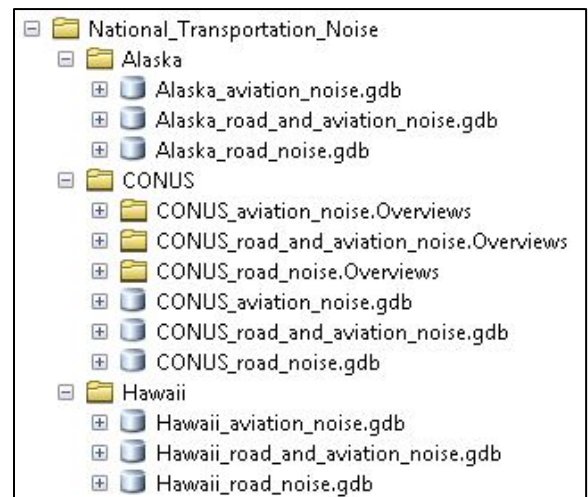 National_Transportation_Noise
Alaska
Alaska_aviation_noise.gdb
Alaska_road_and_aviation_noise.gdb
Alaska_road_noise.gdb
CONUS
CONUS_aviation_noise.Overviews
CONUS_road_and_aviation_noise.Overviews
CONUS_road_noise.Overviews
CONUS_aviation_noise.gdb
CONUS_road_and_aviation_noise.gdb
CONUS_road_noise.gdb
Hawaii
Hawaii_aviation_noise.gdb
Hawaii_road_and_aviation_noise.gdb
Hawaii_road_noise.gdb